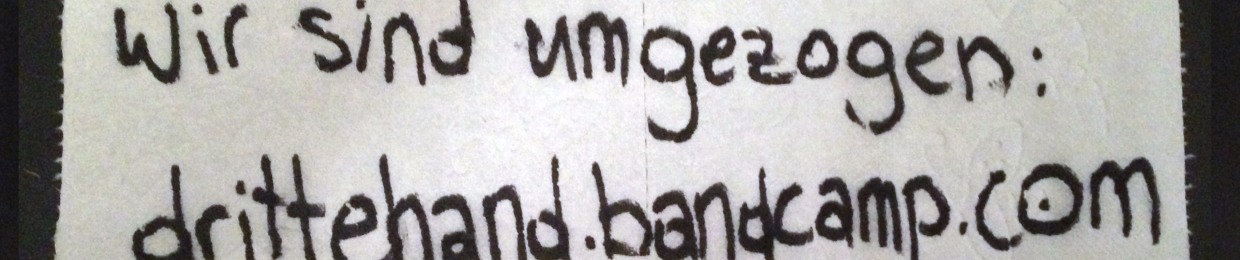 Wir sind umgezogen:
drittehand.bandcamp.com